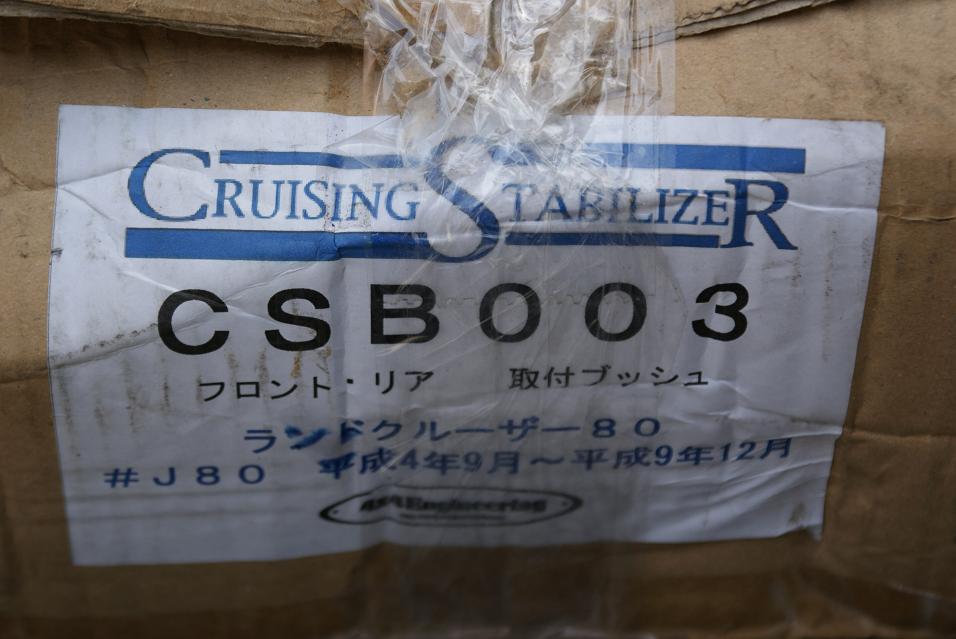 CRUISING STABILIZER
CSB003
フロント・リア 取付ブッシュ
ランドクルーザー80
#J80 平成4年9月～平成9年12月
Engineering